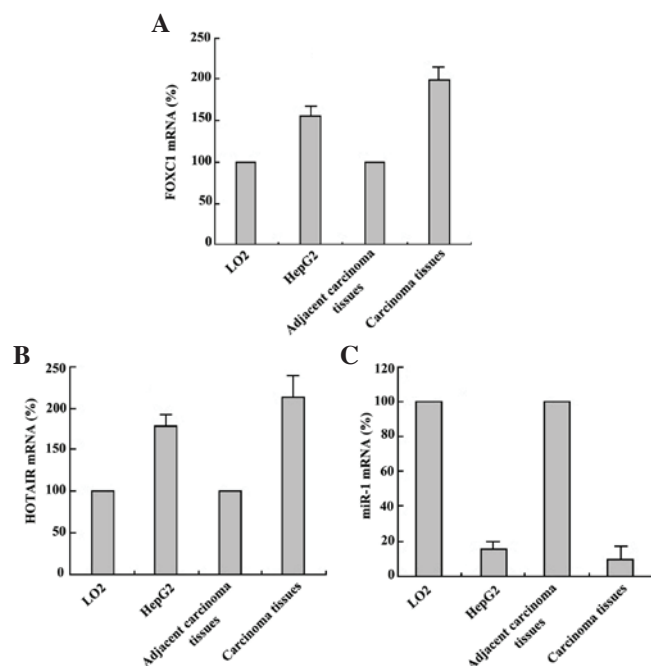 A
FOXC1 mRNA (%)
250
200
150
100
50
0
LO2
HepG2
Adjacent carcinoma
tissues
Carcinoma tissues
B
HOTAIR mRNA (%)
250
200
150
100
50
0
LO2
HepG2
Adjacent carcinoma
tissues
Carcinoma tissues
C
miR-1 mRNA (%)
120
100
80
60
40
20
0
LO2
HepG2
Adjacent carcinoma
tissues
Carcinoma tissues